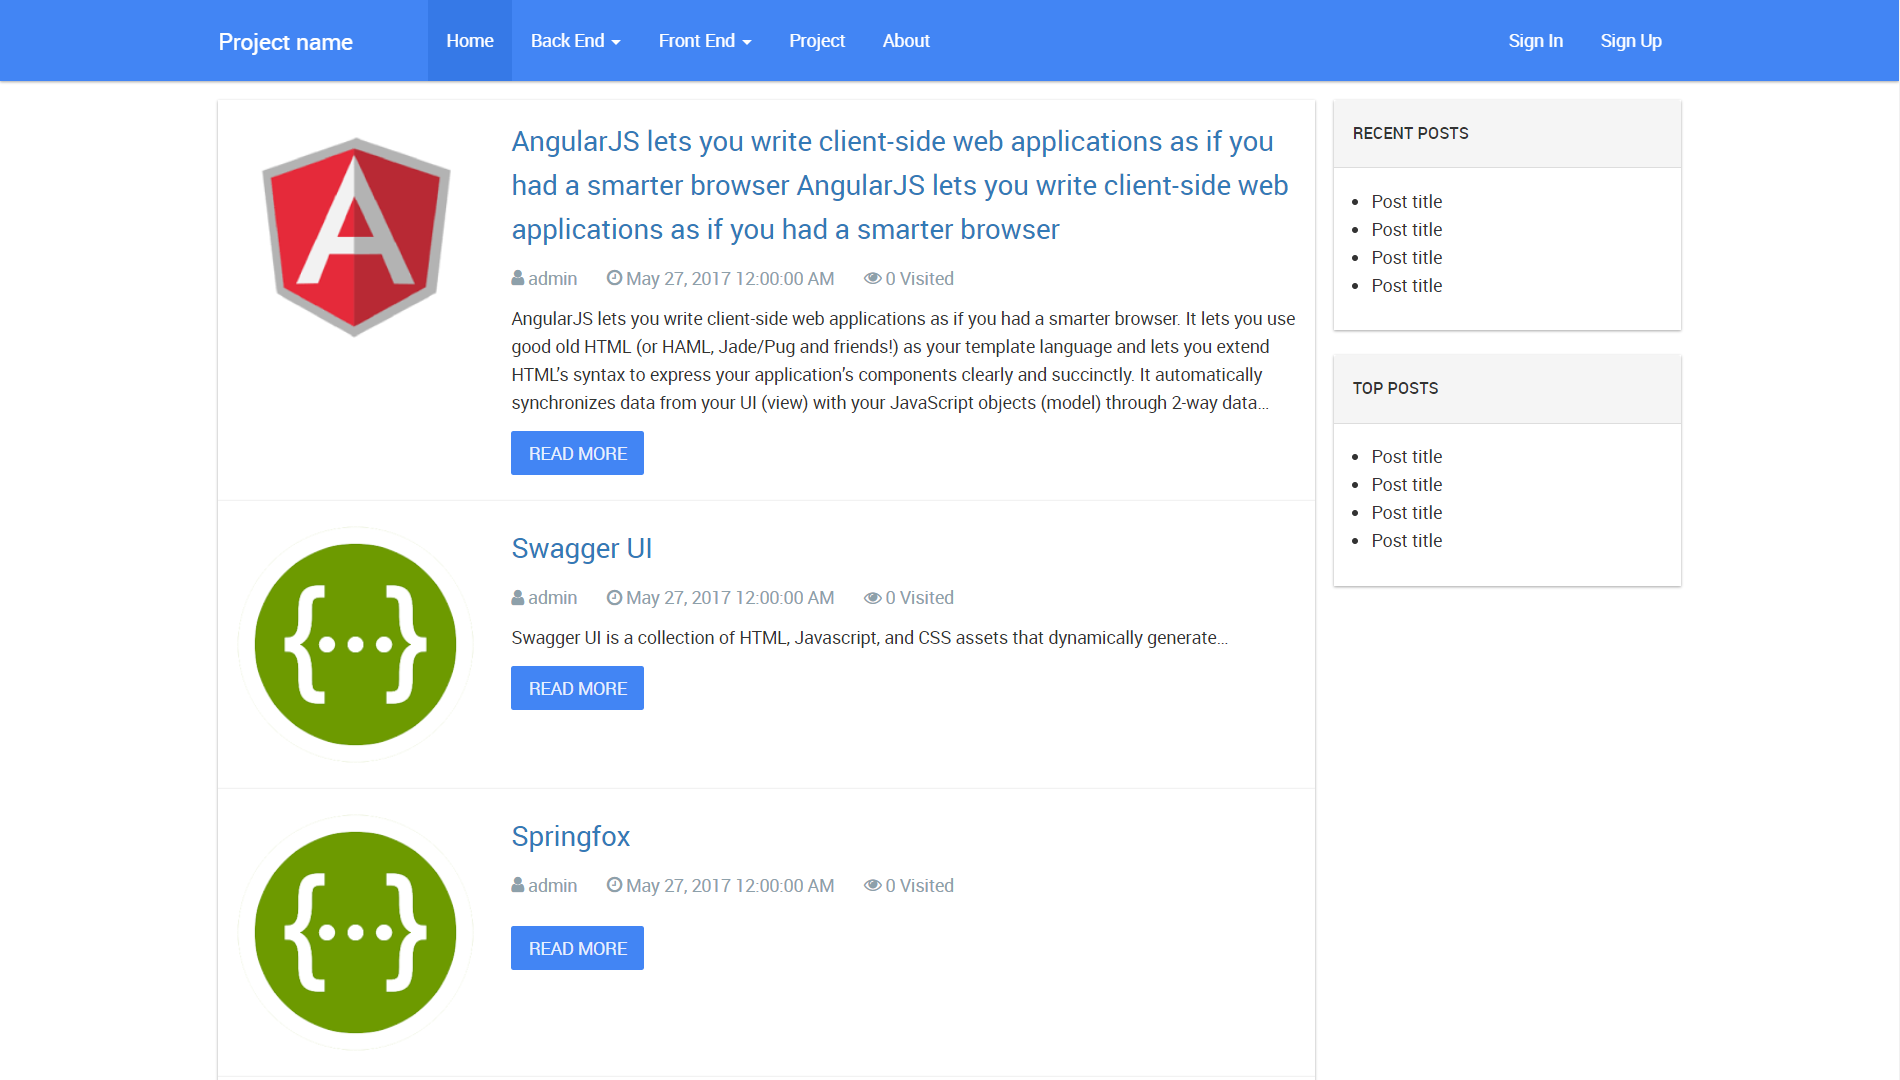 Project name
Home
Back End
Front End
Project
About
Sign In
Sign Up
AngularJS lets you write client-side web applications as if you
had a smarter browser AngularJS lets you write client-side web
applications as if you had a smarter browser
admin
May 27, 2017 12:00:00 AM
0 Visited
AngularJS lets you write client-side web applications as if you had a smarter browser. It lets you use
good old HTML (or HAML, Jade/Pug and friends!) as your template language and lets you extend
HTML’s syntax to express your application’s components clearly and succinctly. It automatically
synchronizes data from your UI (view) with your JavaScript objects (model) through 2-way data...
READ MORE
Swagger UI
admin
May 27, 2017 12:00:00 AM
0 Visited
Swagger UI is a collection of HTML, Javascript, and CSS assets that dynamically generate...
READ MORE
Springfox
admin
May 27, 2017 12:00:00 AM
0 Visited
READ MORE
RECENT POSTS
Post title
Post title
Post title
Post title
TOP POSTS
Post title
Post title
Post title
Post title